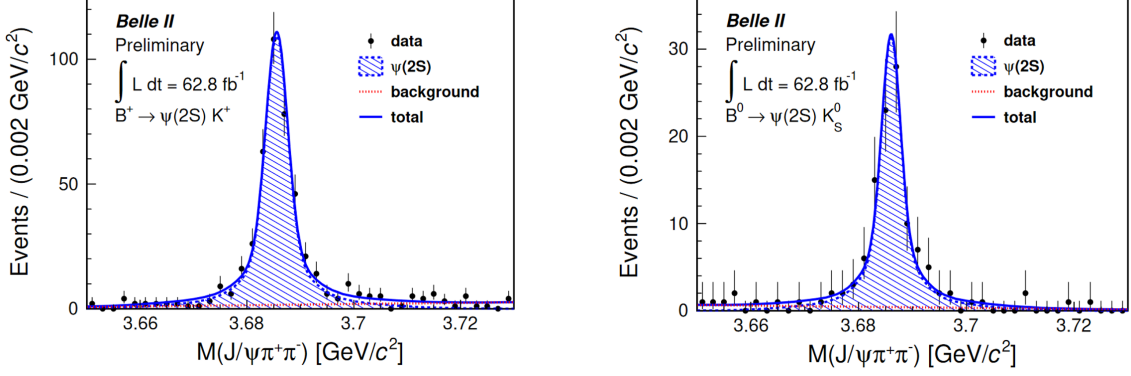 Belle II
Preliminary
∫ L dt = 62.8 fb⁻¹
B⁺ → ψ(2S) K⁺
data
ψ(2S)
background
total
Events / (0.002 GeV/c²)
100
50
0
3.66 3.68 3.7 3.72
M(J/ψπ⁺π⁻) [GeV/c²]
Belle II
Preliminary
∫ L dt = 62.8 fb⁻¹
B⁰ → ψ(2S) K⁰_S
data
ψ(2S)
background
total
Events / (0.002 GeV/c²)
30
20
10
0
3.66 3.68 3.7 3.72
M(J/ψπ⁺π⁻) [GeV/c²]